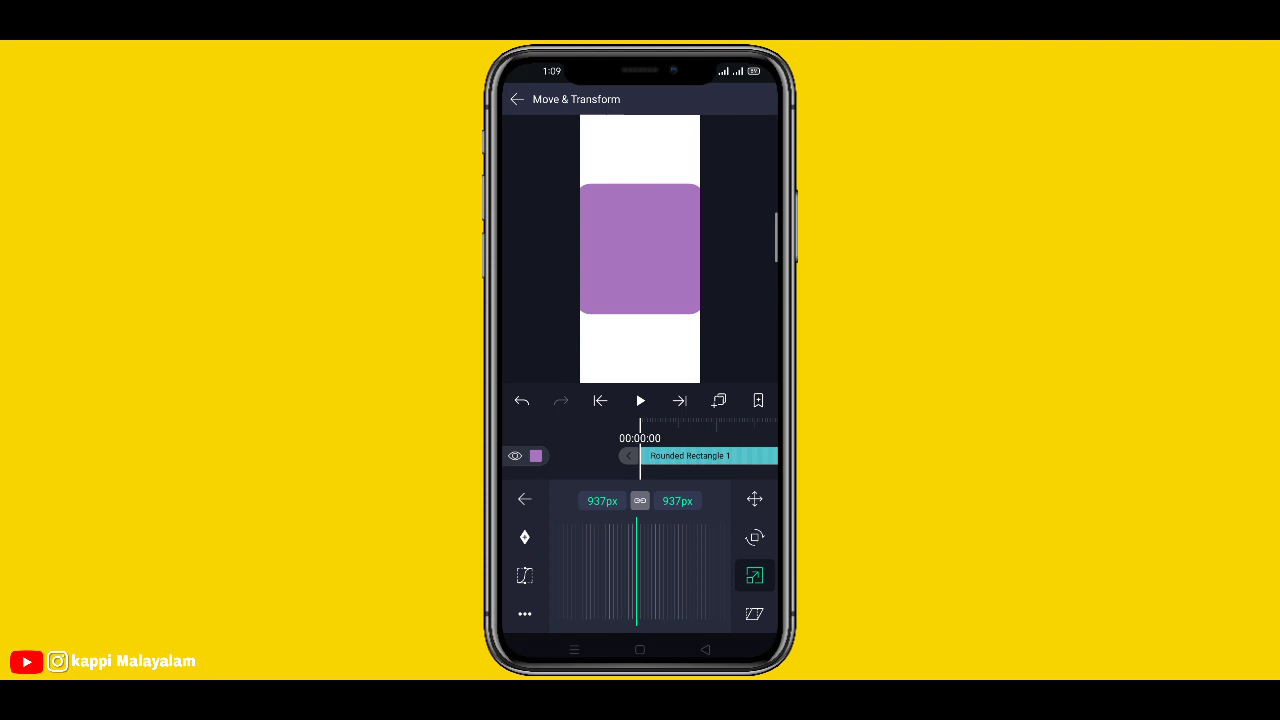 1:09
Move & Transform
00:00:00
Rounded Rectangle 1
937px 937px
kappi Malayalam